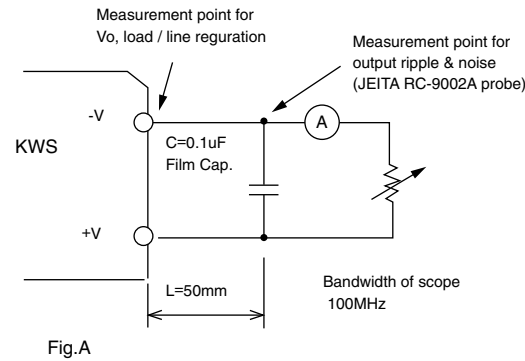 Measurement point for
Vo, load / line reguration
Measurement point for
output ripple & noise
(JEITA RC-9002A probe)
-V
A
KWS
C=0.1uF
Film Cap.
+V
L=50mm
Bandwidth of scope
100MHz
Fig.A